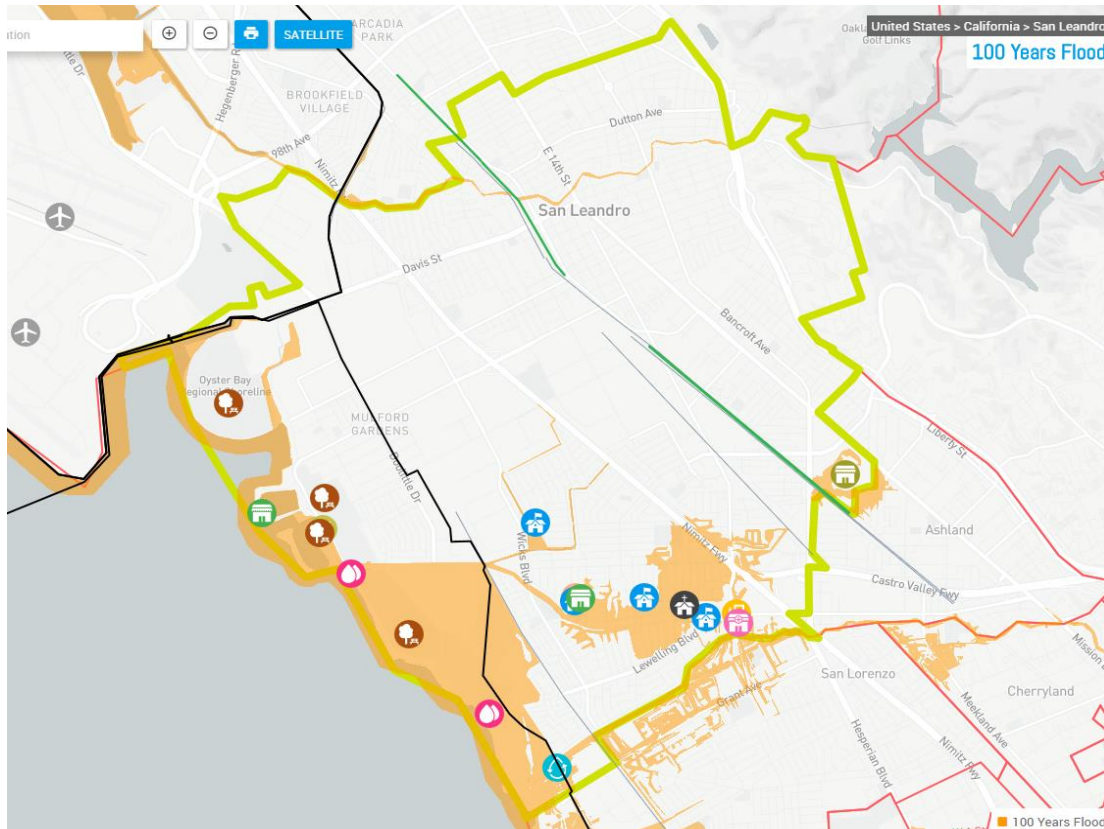 ution
SATELLITE
ARCADIA
PARK
United States > California > San Leandro
Golf Links
100 Years Flood
Hegenberger Rd
BROOKFIELD
VILLAGE
98th Ave
Dutton Ave
E 14th St
Nimitz
San Leandro
Davis St
Bancroft Ave
Oyster Bay
Regional Shoreline
MULFORD
GARDENS
Doolittle Dr
Liberty St
Wicks Blvd
Nimitz Fwy
Ashland
Castro Valley Fwy
Lewelling Blvd
Mission
San Lorenzo
Grant Ave
Cherryland
Meekland Ave
Hesperian Blvd
Nimitz Fwy
100 Years Flood